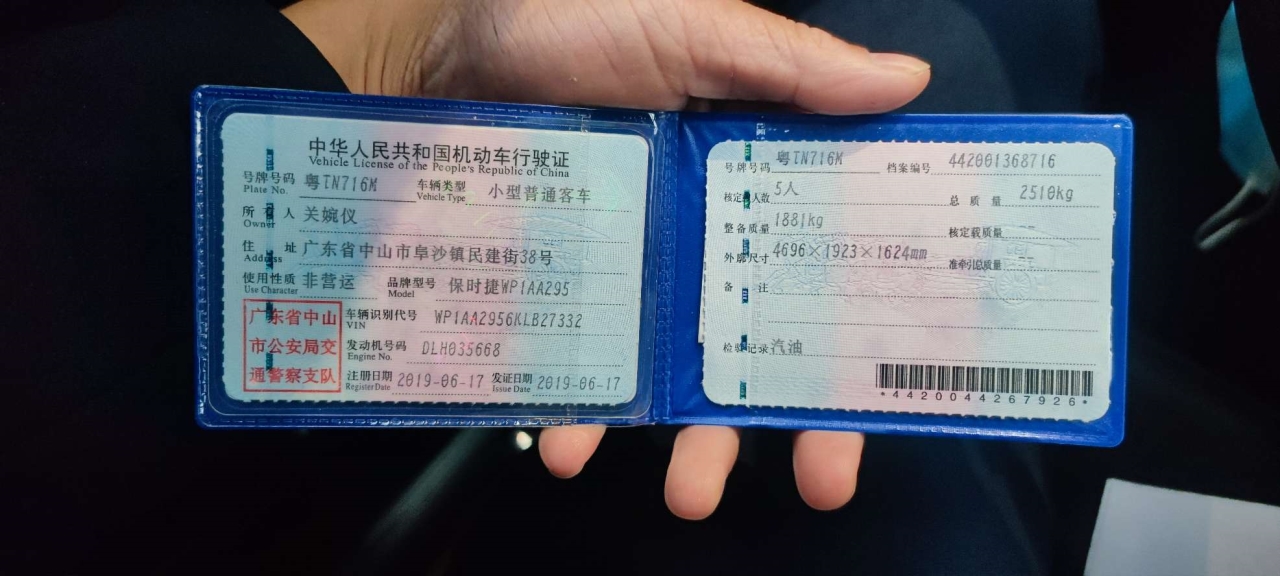 中华人民共和国机动车行驶证
Vehicle License of the People's Republic of China
号牌号码 粤TN716M 车辆类型 小型普通客车
Plate No. Vehicle Type
所有人 关婉仪
Owner
住址 广东省中山市阜沙镇民建街38号
Address
使用性质 非营运 品牌型号 保时捷WP1AA295
Use Character Model
广东省中山
市公安局交
通警察支队
车辆识别代号 WP1AA2956KLB27332
VIN
发动机号码 DLH035668
Engine No.
注册日期 2019-06-17 发证日期 2019-06-17
Register Date Issue Date
号牌号码 粤TN716M 档案编号 442001368716
核定载人数 5人 总质量 2510kg
整备质量 1881kg 核定载质量 --
外廓尺寸 4696×1923×1624mm 准牵引总质量 --
备注
检验记录 汽油
*4420044267926*